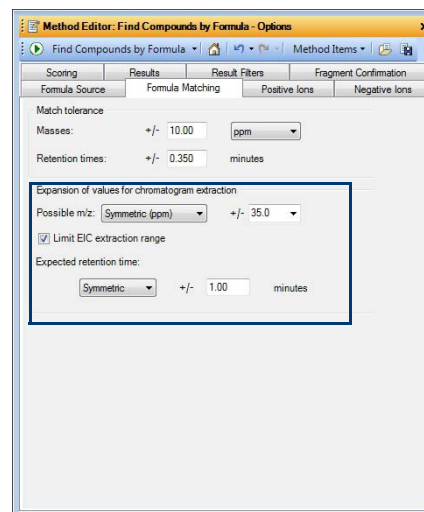 Method Editor: Find Compounds by Formula - Options x
Find Compounds by Formula Method Items
Scoring Results Result Filters Fragment Confirmation
Formula Source Formula Matching Positive Ions Negative Ions
Match tolerance
Masses: +/- 10.00 ppm
Retention times: +/- 0.350 minutes
Expansion of values for chromatogram extraction
Possible m/z: Symmetric (ppm) +/- 35.0
Limit EIC extraction range
Expected retention time:
Symmetric +/- 1.00 minutes